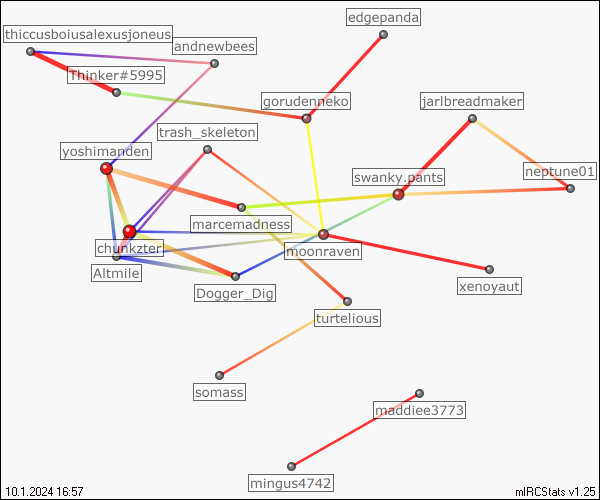 edgepanda
thiccusboiusalexusjoneus
andnewbees
Thinker#5995
gorudenneko
jarlbreadmaker
trash_skeleton
yoshimanden
swanky.pants
neptune01
marcemadness
chunkzter
moonraven
Altmile
Dogger_Dig
xenoyaut
turtelious
somass
maddiee3773
mingus4742
10.1.2024 16:57
mIRCStats v1.25